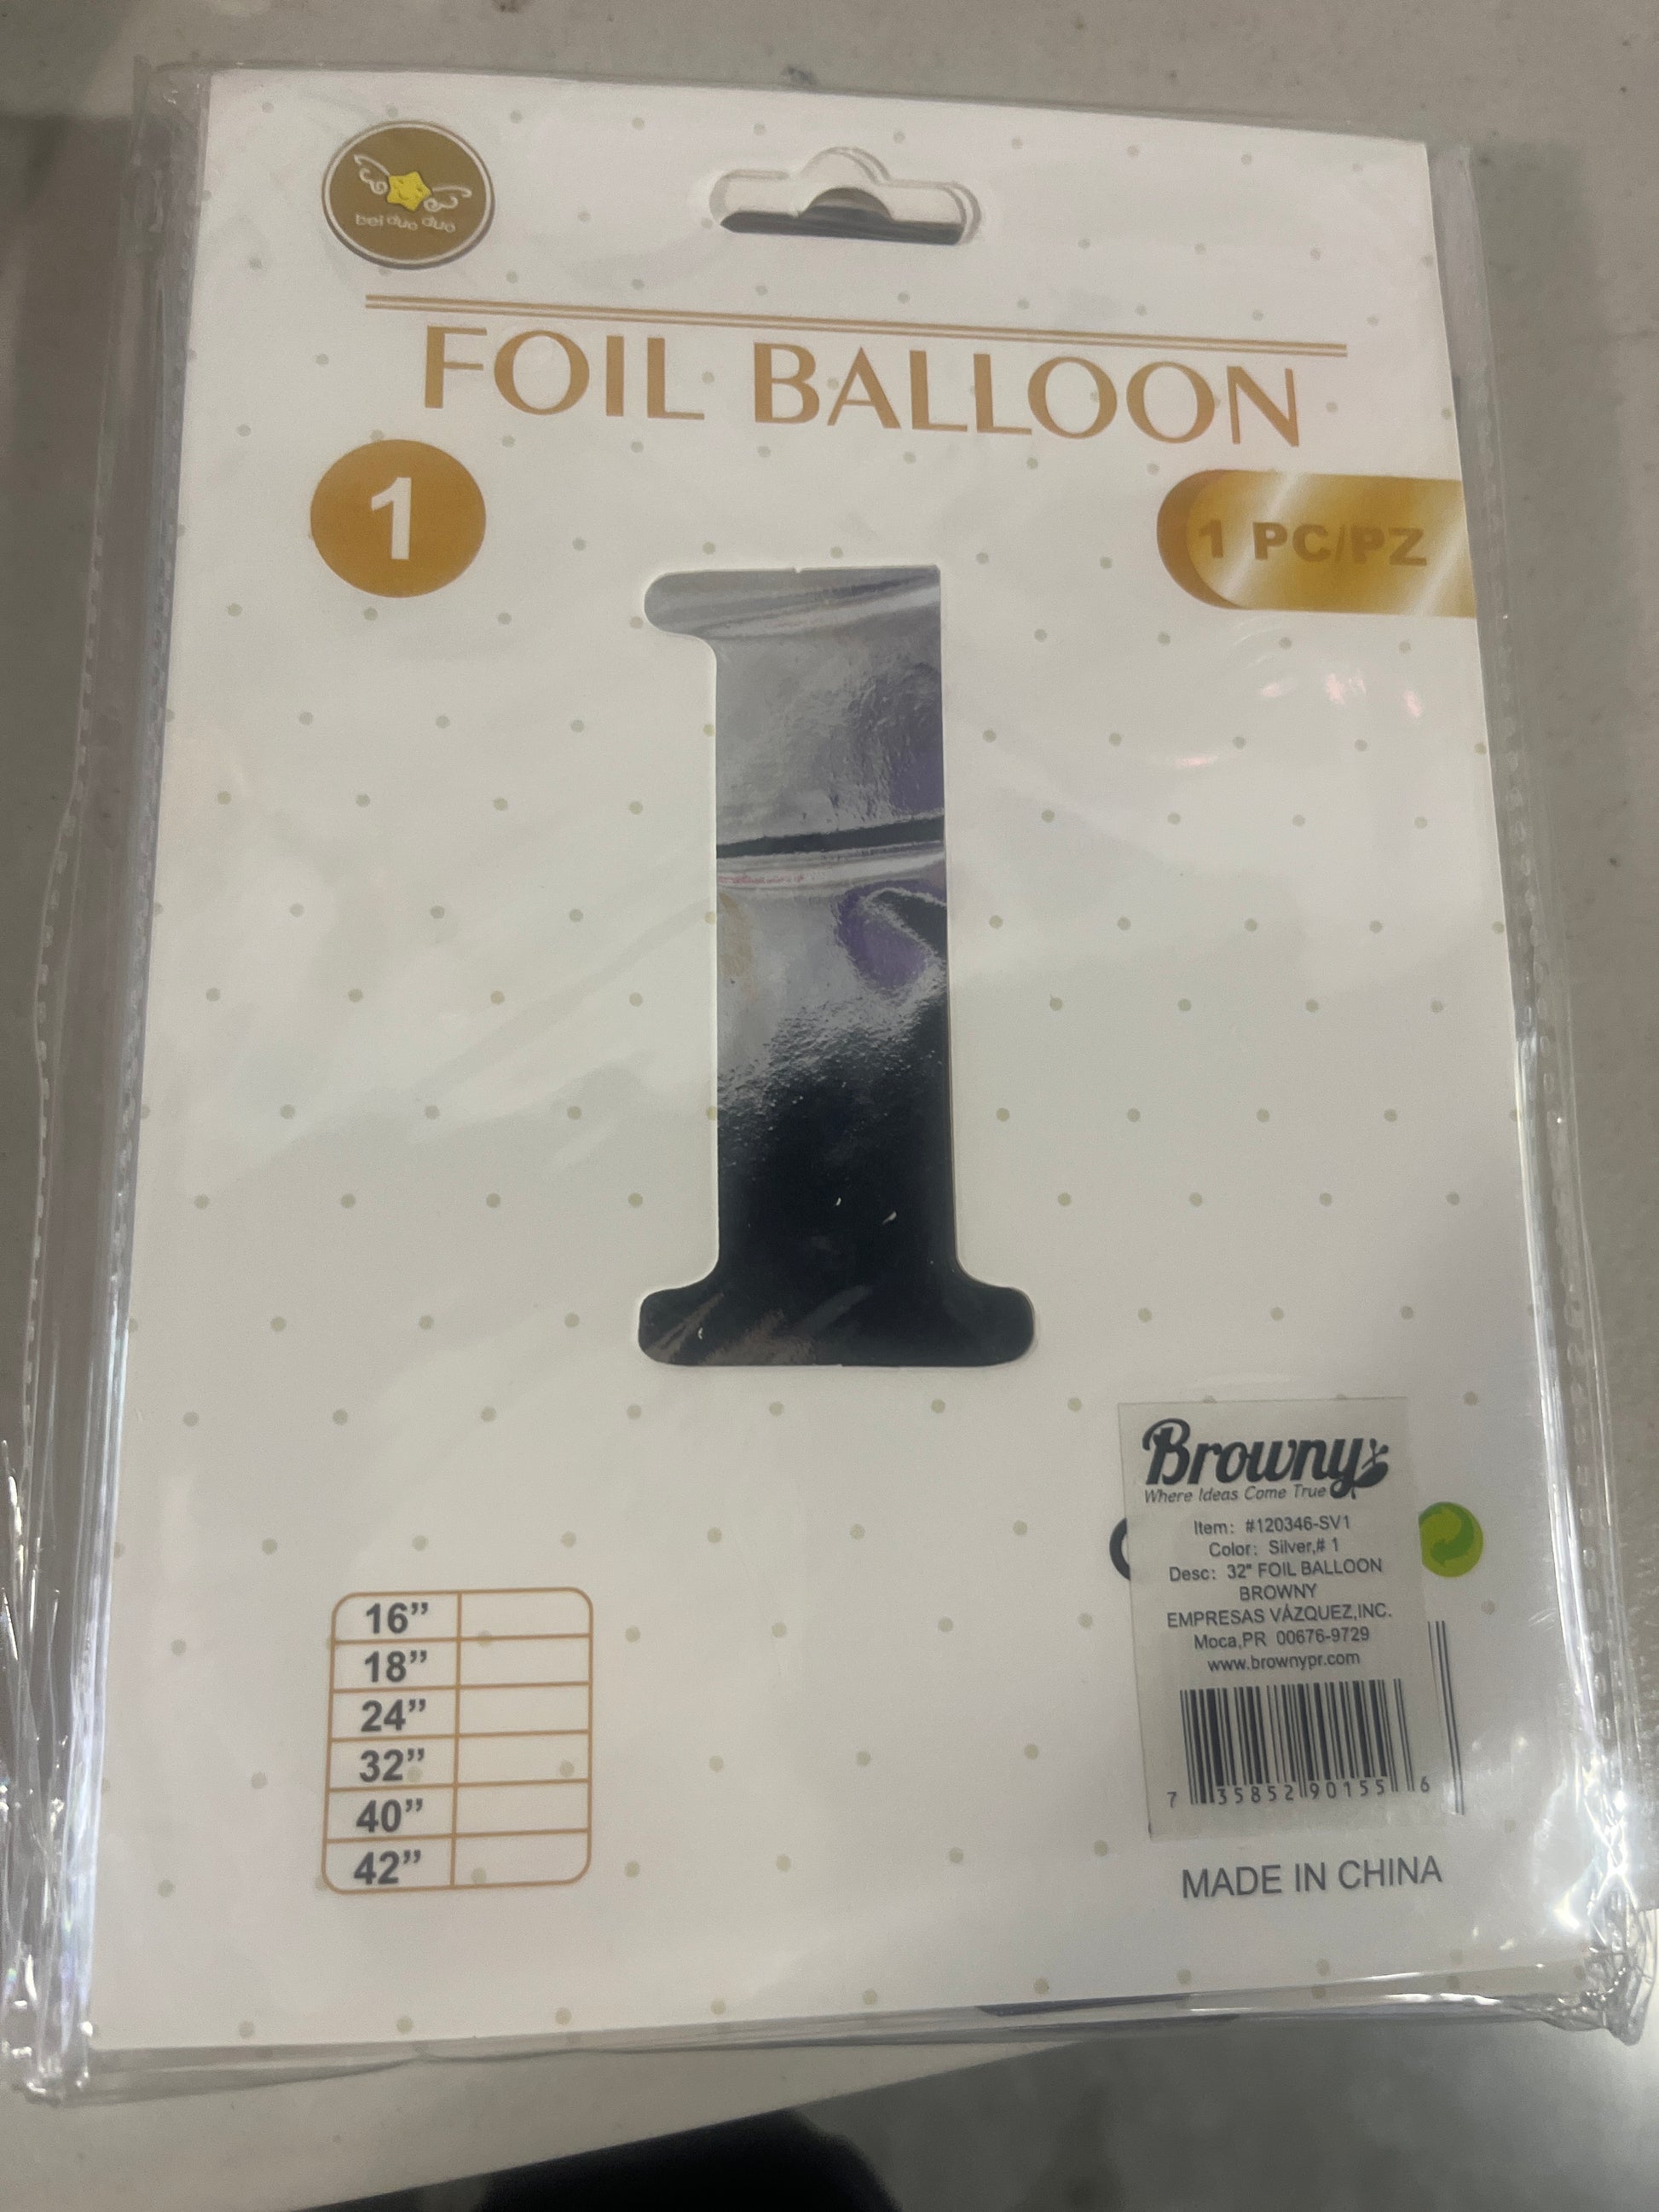 bei duo duo
FOIL BALLOON
1
1 PC/PZ
Browny
Where Ideas Come True
Item: #120346-SV1
Color: Silver,# 1
Desc: 32" FOIL BALLOON
BROWNY
EMPRESAS VÁZQUEZ,INC.
Moca,PR 00676-9729
www.brownypr.com
7 35852 90155 6
16”
18”
24”
32”
40”
42”
MADE IN CHINA